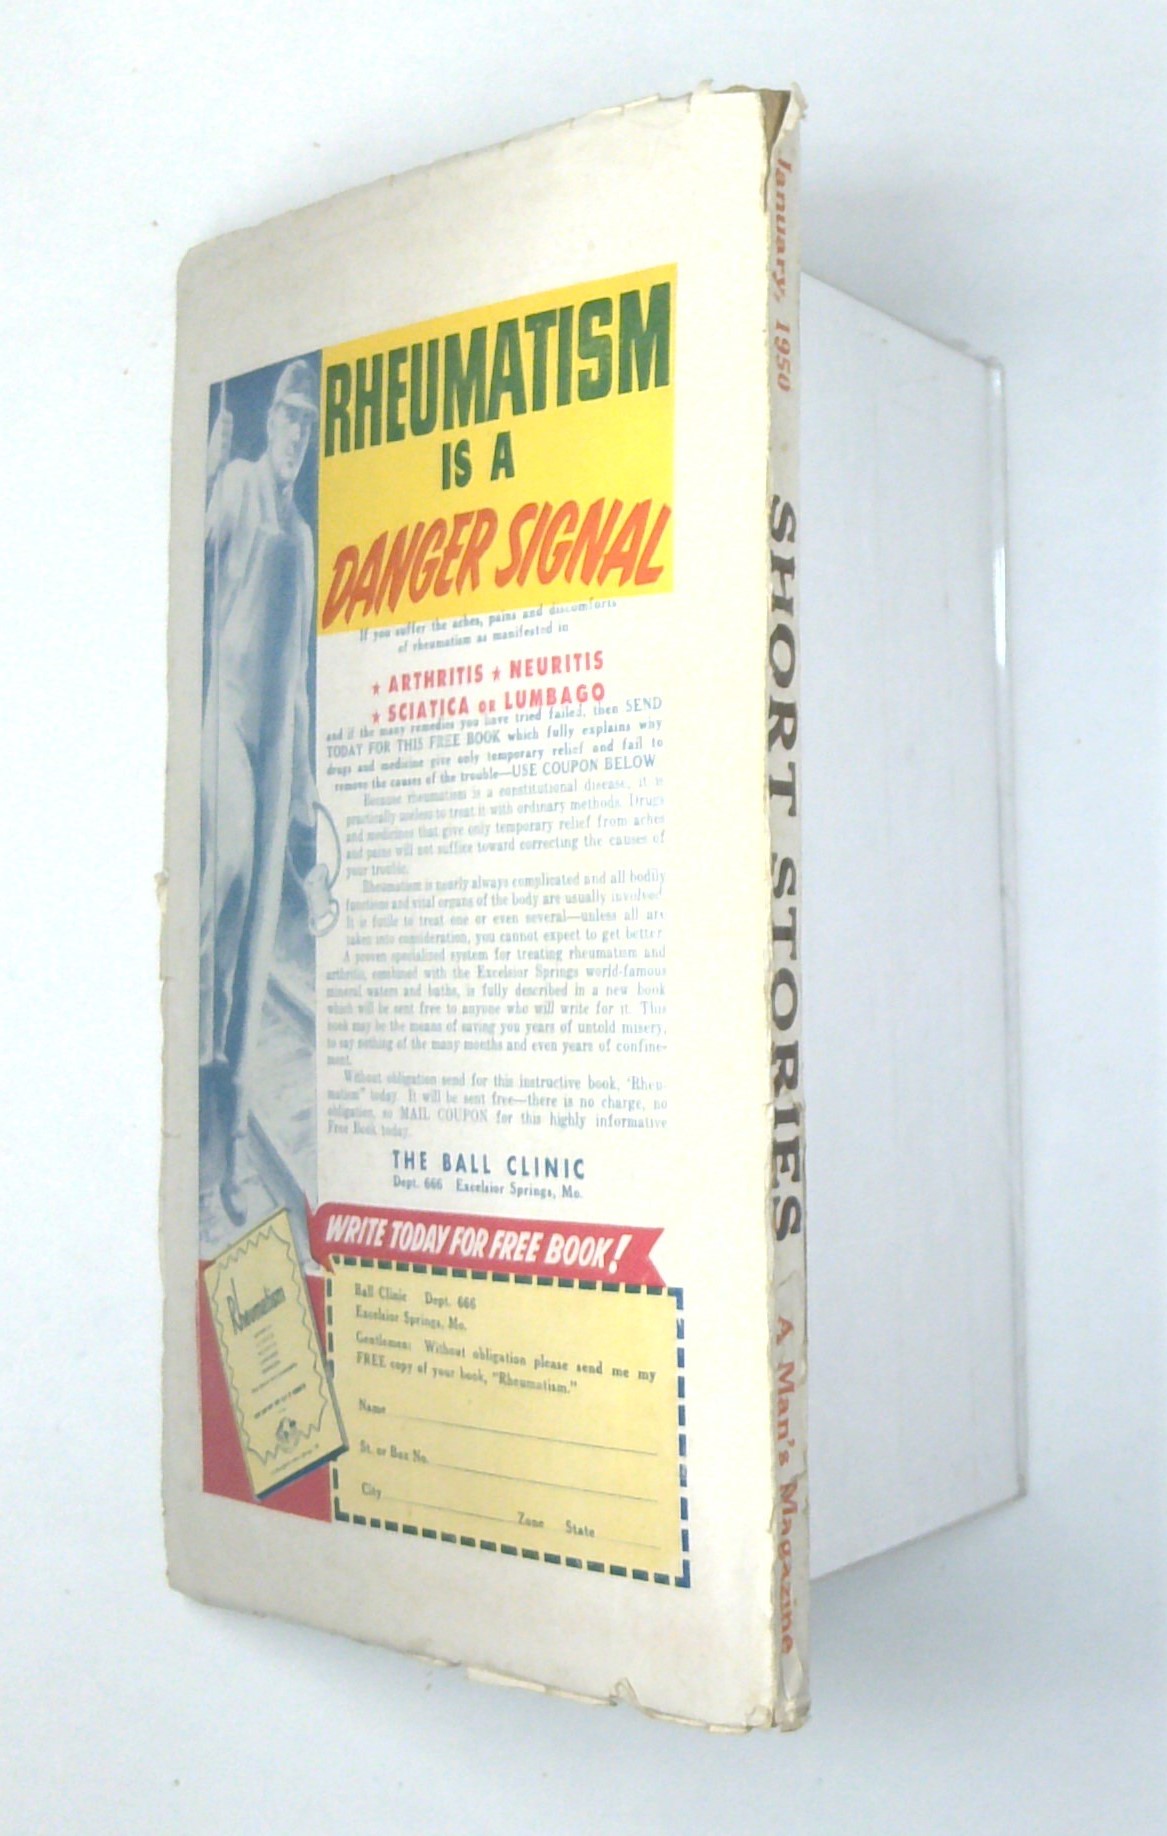 RHEUMATISM
IS A
DANGER SIGNAL
If you suffer the aches, pains and discomforts
of rheumatism as manifested in
★ ARTHRITIS ★ NEURITIS
★ SCIATICA OR LUMBAGO
and if the many remedies you have tried failed, then SEND
TODAY FOR THIS FREE BOOK which fully explains why
drugs and medicine give only temporary relief and fail to
remove the causes of the trouble—USE COUPON BELOW
Because rheumatism is a constitutional disease, it is
practically useless to treat it with ordinary methods. Drugs
and medicines that give only temporary relief from aches
and pains will not suffice toward correcting the causes of
your trouble.
Rheumatism is nearly always complicated and all bodily
functions and vital organs of the body are usually involved.
It is futile to treat one or even several—unless all are
taken into consideration, you cannot expect to get better.
A proven specialized system for treating rheumatism and
arthritis, combined with the Excelsior Springs world-famous
mineral waters and baths, is fully described in a new book
which will be sent free to anyone who will write for it. This
book may be the means of saving you years of untold misery,
to say nothing of the many months and even years of confine-
ment.
Without obligation send for this instructive book, "Rheu-
matism" today. It will be sent free—there is no charge, no
obligation, so MAIL COUPON for this highly informative
Free Book today.
THE BALL CLINIC
Dept. 666 Excelsior Springs, Mo.
WRITE TODAY FOR FREE BOOK!
Rheumatism
Ball Clinic Dept. 666
Excelsior Springs, Mo.
Gentlemen: Without obligation please send me my
FREE copy of your book, "Rheumatism."
Name
St. or Box No.
City Zone State
January, 1950 SHORT STORIES A Man's Magazine